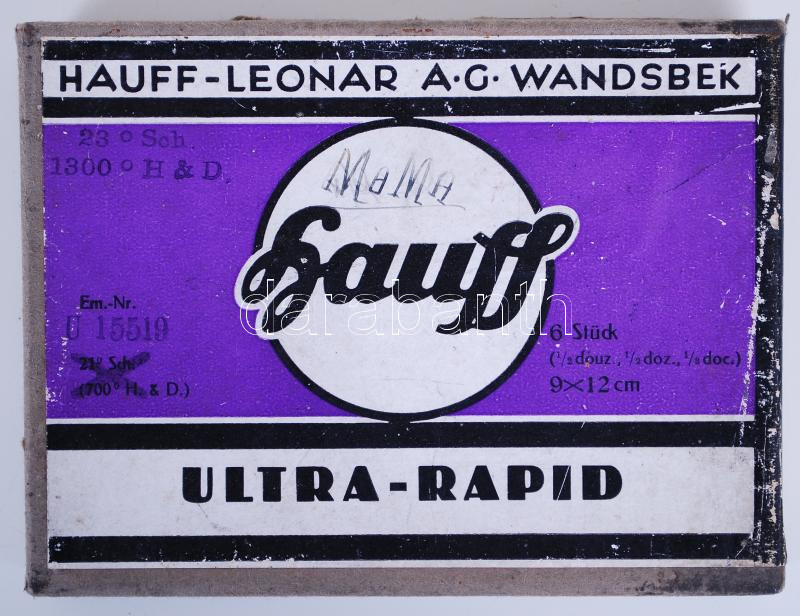 HAUFF-LEONAR A·G· WANDSBEK
23° Sch.
1300° H & D.
MaMa
Hauff
darabanth
Em.-Nr.
U 15519
21° Sch.
(700° H. & D.)
6 Stück
(½ douz., ½ doz., ½ doc.)
9×12 cm
ULTRA-RAPID